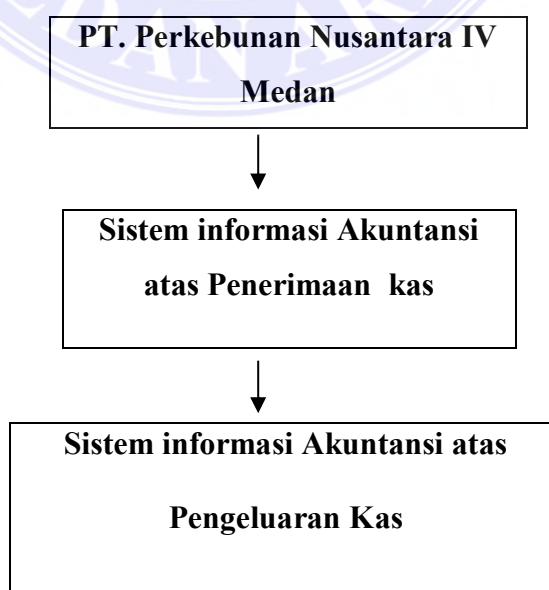 PT. Perkebunan Nusantara IV
Medan
Sistem informasi Akuntansi
atas Penerimaan kas
Sistem informasi Akuntansi atas
Pengeluaran Kas